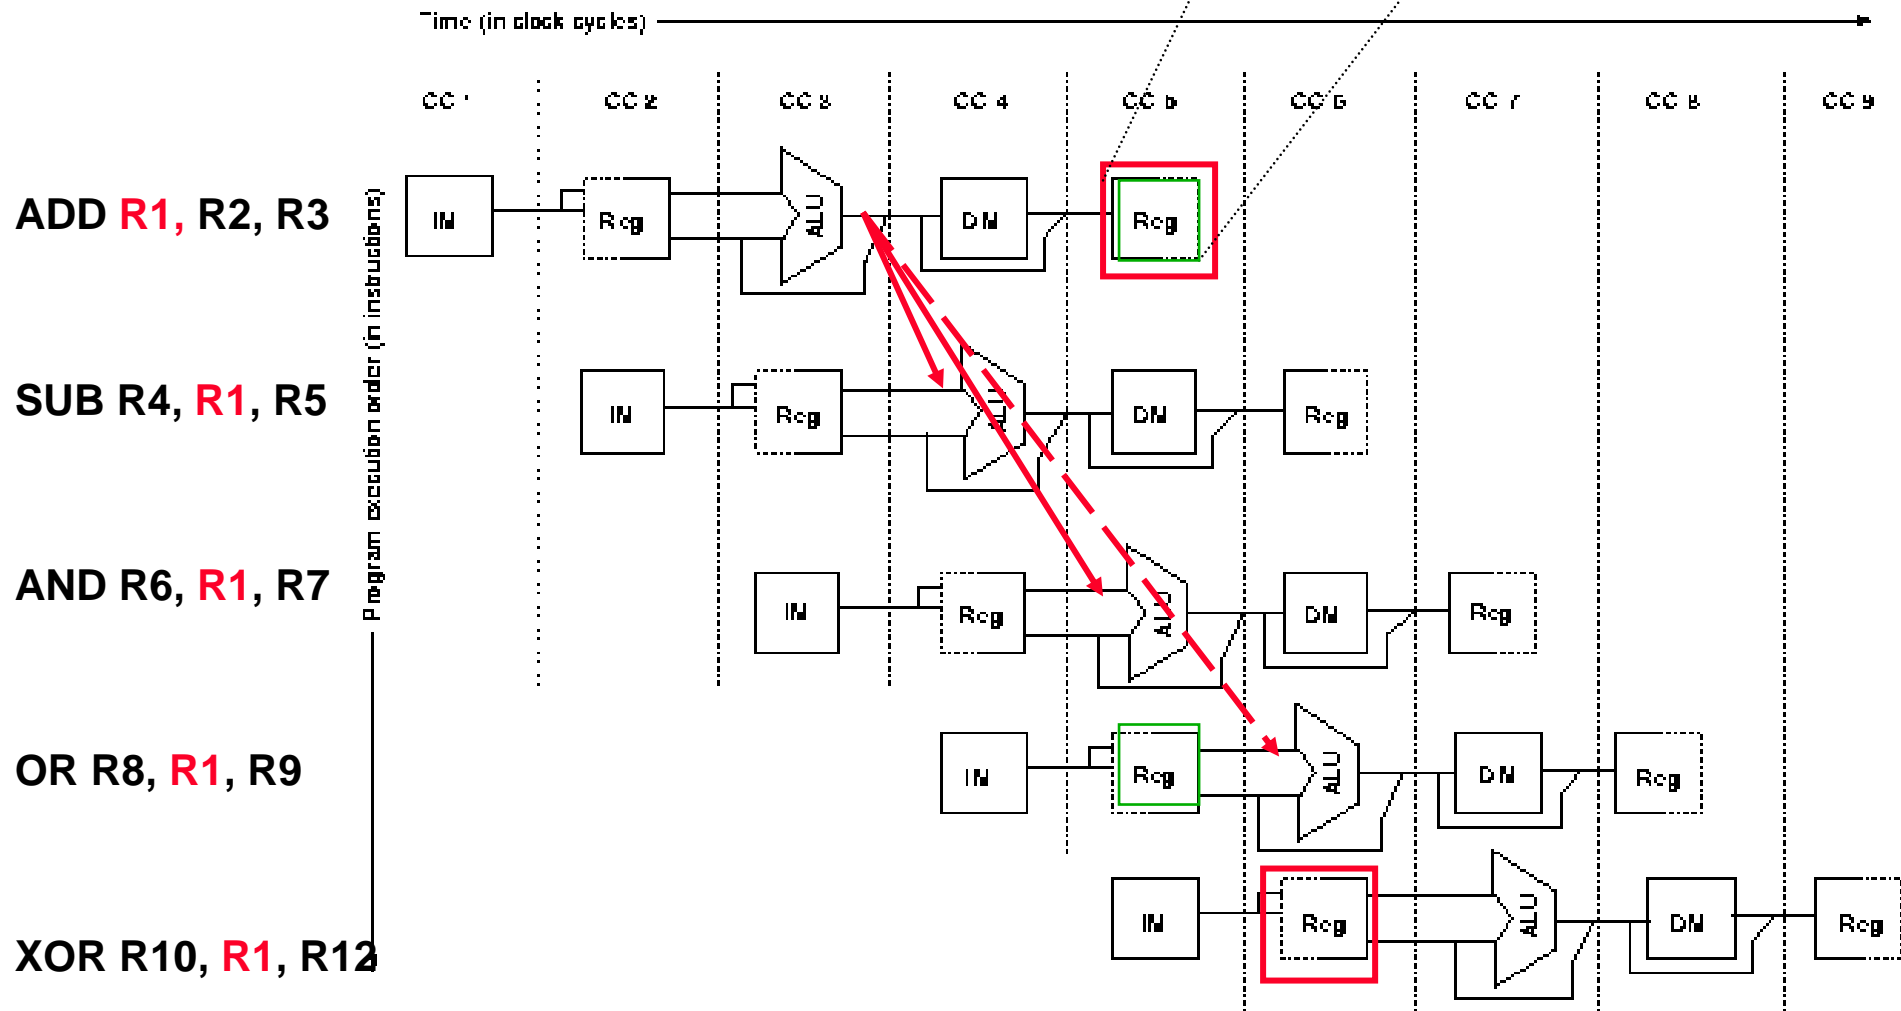 Time (in clock cycles)
CC 1 CC 2 CC 3 CC 4 CC 5 CC 6 CC 7 CC 8 CC 9
Program execution order (in instructions)
ADD R1, R2, R3
IM Reg ALU DM Reg
SUB R4, R1, R5
IM Reg ALU DM Reg
AND R6, R1, R7
IM Reg ALU DM Reg
OR R8, R1, R9
IM Reg ALU DM Reg
XOR R10, R1, R12
IM Reg ALU DM Reg